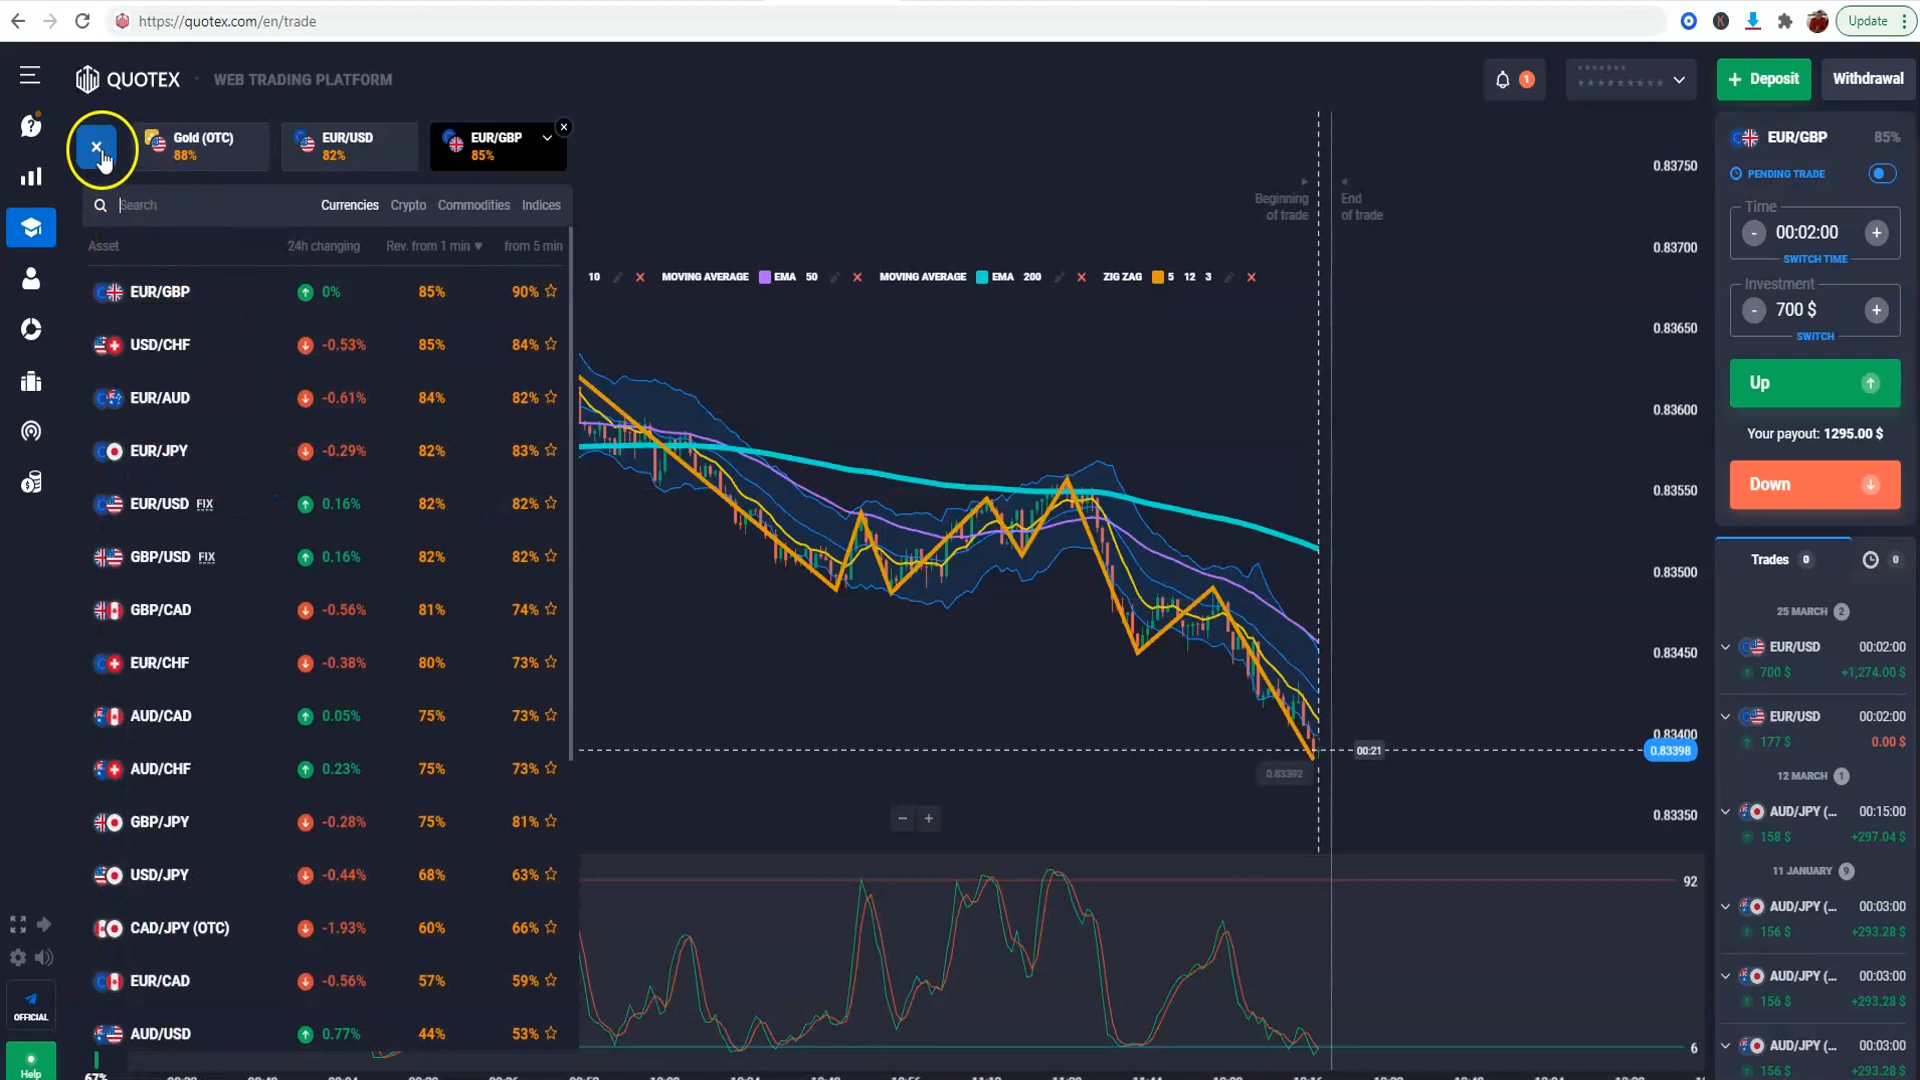 https://quotex.com/en/trade
Update
QUOTEX
WEB TRADING PLATFORM
1
Deposit
Withdrawal
Gold (OTC)
88%
EUR/USD
82%
EUR/GBP
85%
Search
Currencies Crypto Commodities Indices
Asset 24h changing Rev. from 1 min ▼ from 5 min
EUR/GBP 0% 85% 90%
USD/CHF -0.53% 85% 84%
EUR/AUD -0.61% 84% 82%
EUR/JPY -0.29% 82% 83%
EUR/USD FIX 0.16% 82% 82%
GBP/USD FIX 0.16% 82% 82%
GBP/CAD -0.56% 81% 74%
EUR/CHF -0.38% 80% 73%
AUD/CAD 0.05% 75% 73%
AUD/CHF 0.23% 75% 73%
GBP/JPY -0.28% 75% 81%
USD/JPY -0.44% 68% 63%
CAD/JPY (OTC) -1.93% 60% 66%
EUR/CAD -0.56% 57% 59%
AUD/USD 0.77% 44% 53%
OFFICIAL
Help
67%
10 MOVING AVERAGE EMA 50 MOVING AVERAGE EMA 200 ZIG ZAG 5 12 3
Beginning
of trade
End
of trade
0.83750
0.83700
0.83650
0.83600
0.83550
0.83500
0.83450
0.83400
0.83398
00:21
0.83392
0.83350
92
6
EUR/GBP 85%
PENDING TRADE
Time
- 00:02:00 +
SWITCH TIME
Investment
- 700 $ +
SWITCH
Up
Your payout: 1295.00 $
Down
Trades 0 0
25 MARCH 2
EUR/USD 00:02:00
700 $ +1,274.00 $
EUR/USD 00:02:00
177 $ 0.00 $
12 MARCH 1
AUD/JPY (... 00:15:00
158 $ +297.04 $
11 JANUARY 9
AUD/JPY (... 00:03:00
156 $ +293.28 $
AUD/JPY (... 00:03:00
156 $ +293.28 $
AUD/JPY (... 00:03:00
156 $ +293.28 $